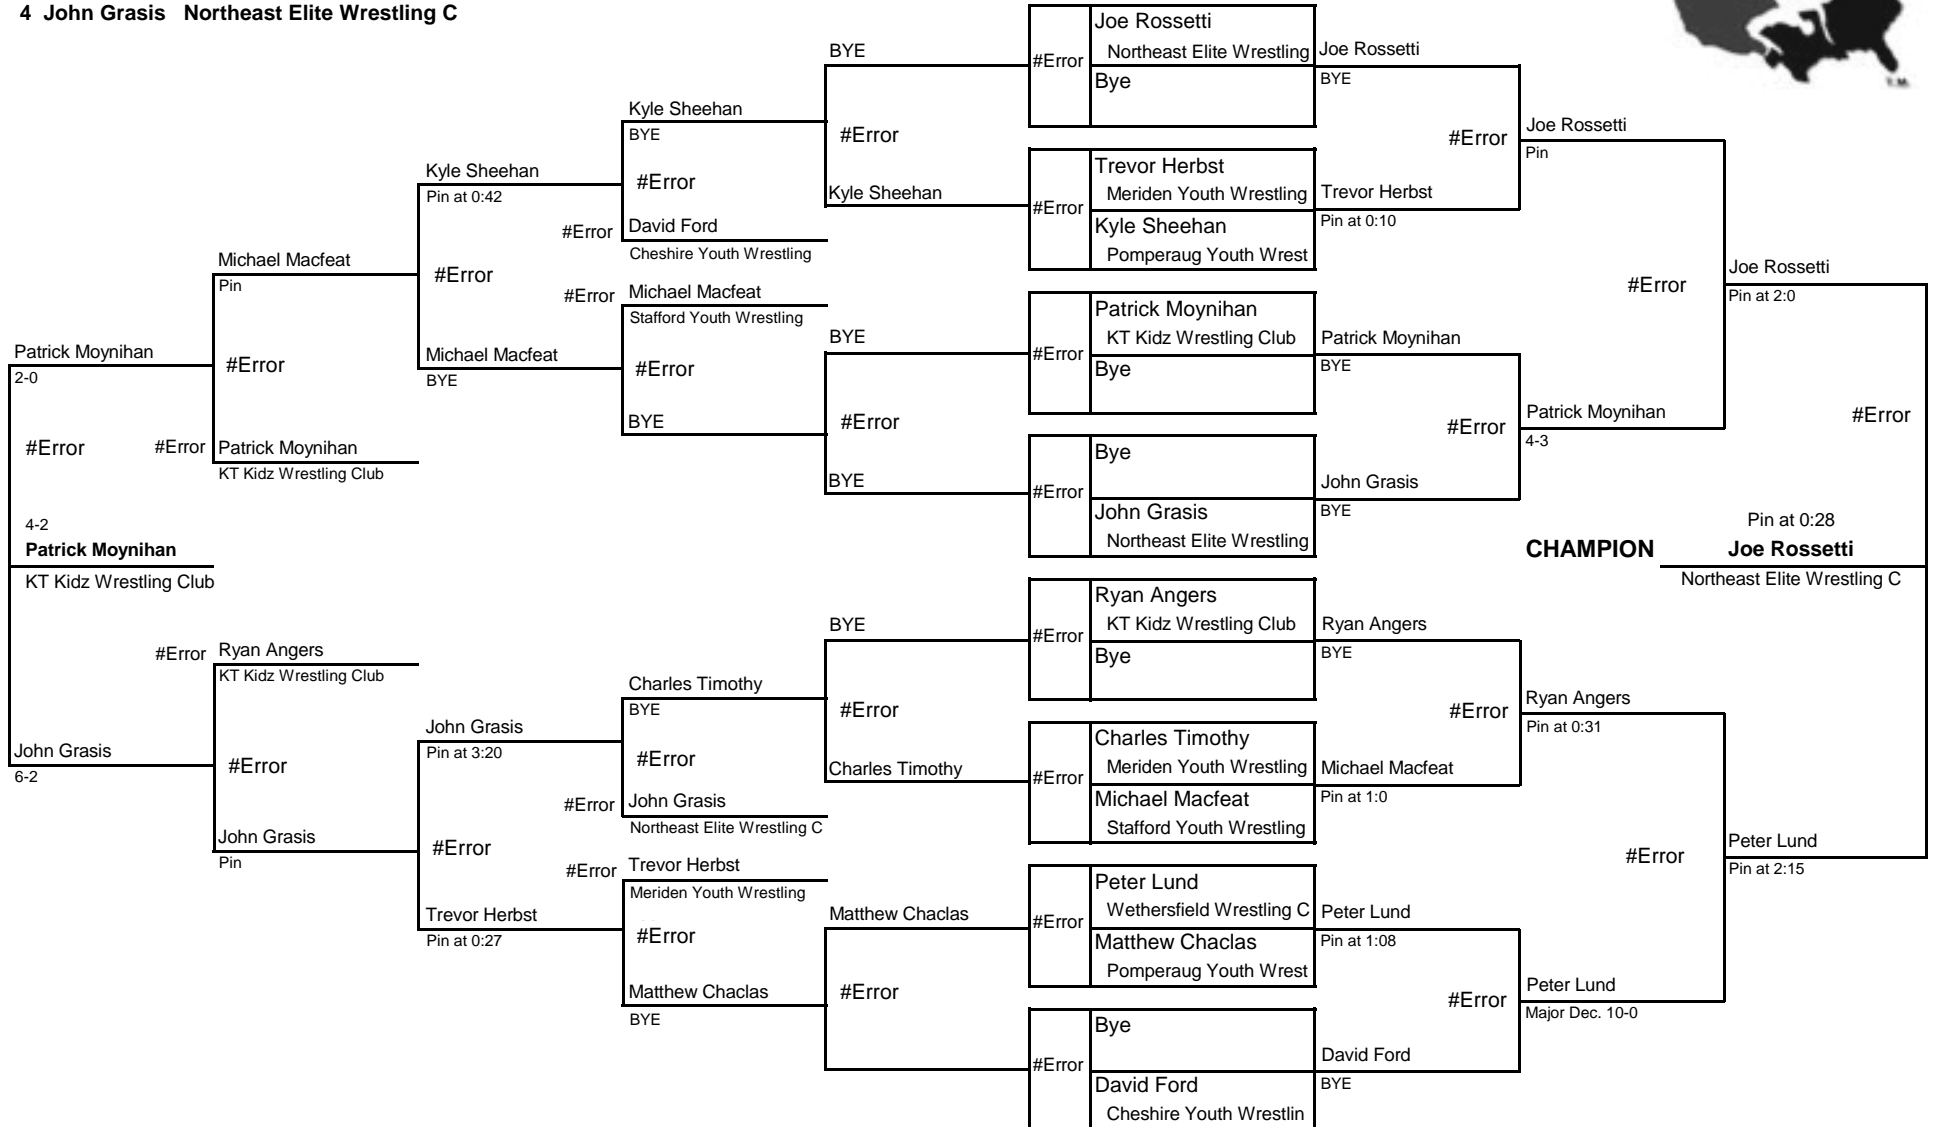 4 John Grasis Northeast Elite Wrestling C
T.M.
BYE
#Error
Joe Rossetti
Northeast Elite Wrestling
Bye
Joe Rossetti
BYE
Kyle Sheehan
BYE
#Error
#Error
Joe Rossetti
Pin
Kyle Sheehan
Pin at 0:42
#Error
Kyle Sheehan
#Error
Trevor Herbst
Meriden Youth Wrestling
Kyle Sheehan
Pomperaug Youth Wrest
Trevor Herbst
Pin at 0:10
#Error
David Ford
Cheshire Youth Wrestling
Michael Macfeat
Pin
#Error
#Error
Michael Macfeat
Stafford Youth Wrestling
#Error
Joe Rossetti
Pin at 2:0
BYE
#Error
Patrick Moynihan
KT Kidz Wrestling Club
Bye
Patrick Moynihan
BYE
Patrick Moynihan
2-0
#Error
Michael Macfeat
BYE
#Error
BYE
#Error
#Error
Patrick Moynihan
4-3
#Error
#Error
#Error
Patrick Moynihan
KT Kidz Wrestling Club
BYE
#Error
Bye
John Grasis
Northeast Elite Wrestling
John Grasis
BYE
4-2
Patrick Moynihan
KT Kidz Wrestling Club
Pin at 0:28
CHAMPION
Joe Rossetti
Northeast Elite Wrestling C
BYE
#Error
Ryan Angers
KT Kidz Wrestling Club
Bye
Ryan Angers
BYE
#Error
Ryan Angers
KT Kidz Wrestling Club
Charles Timothy
BYE
#Error
#Error
Ryan Angers
Pin at 0:31
John Grasis
6-2
#Error
John Grasis
Pin at 3:20
#Error
Charles Timothy
#Error
Charles Timothy
Meriden Youth Wrestling
Michael Macfeat
Stafford Youth Wrestling
Michael Macfeat
Pin at 1:0
#Error
John Grasis
Northeast Elite Wrestling C
John Grasis
Pin
#Error
#Error
Trevor Herbst
Meriden Youth Wrestling
#Error
Peter Lund
Pin at 2:15
Trevor Herbst
Pin at 0:27
#Error
Matthew Chaclas
#Error
Peter Lund
Wethersfield Wrestling C
Matthew Chaclas
Pomperaug Youth Wrest
Peter Lund
Pin at 1:08
Matthew Chaclas
BYE
#Error
#Error
Peter Lund
Major Dec. 10-0
#Error
Bye
David Ford
Cheshire Youth Wrestlin
David Ford
BYE